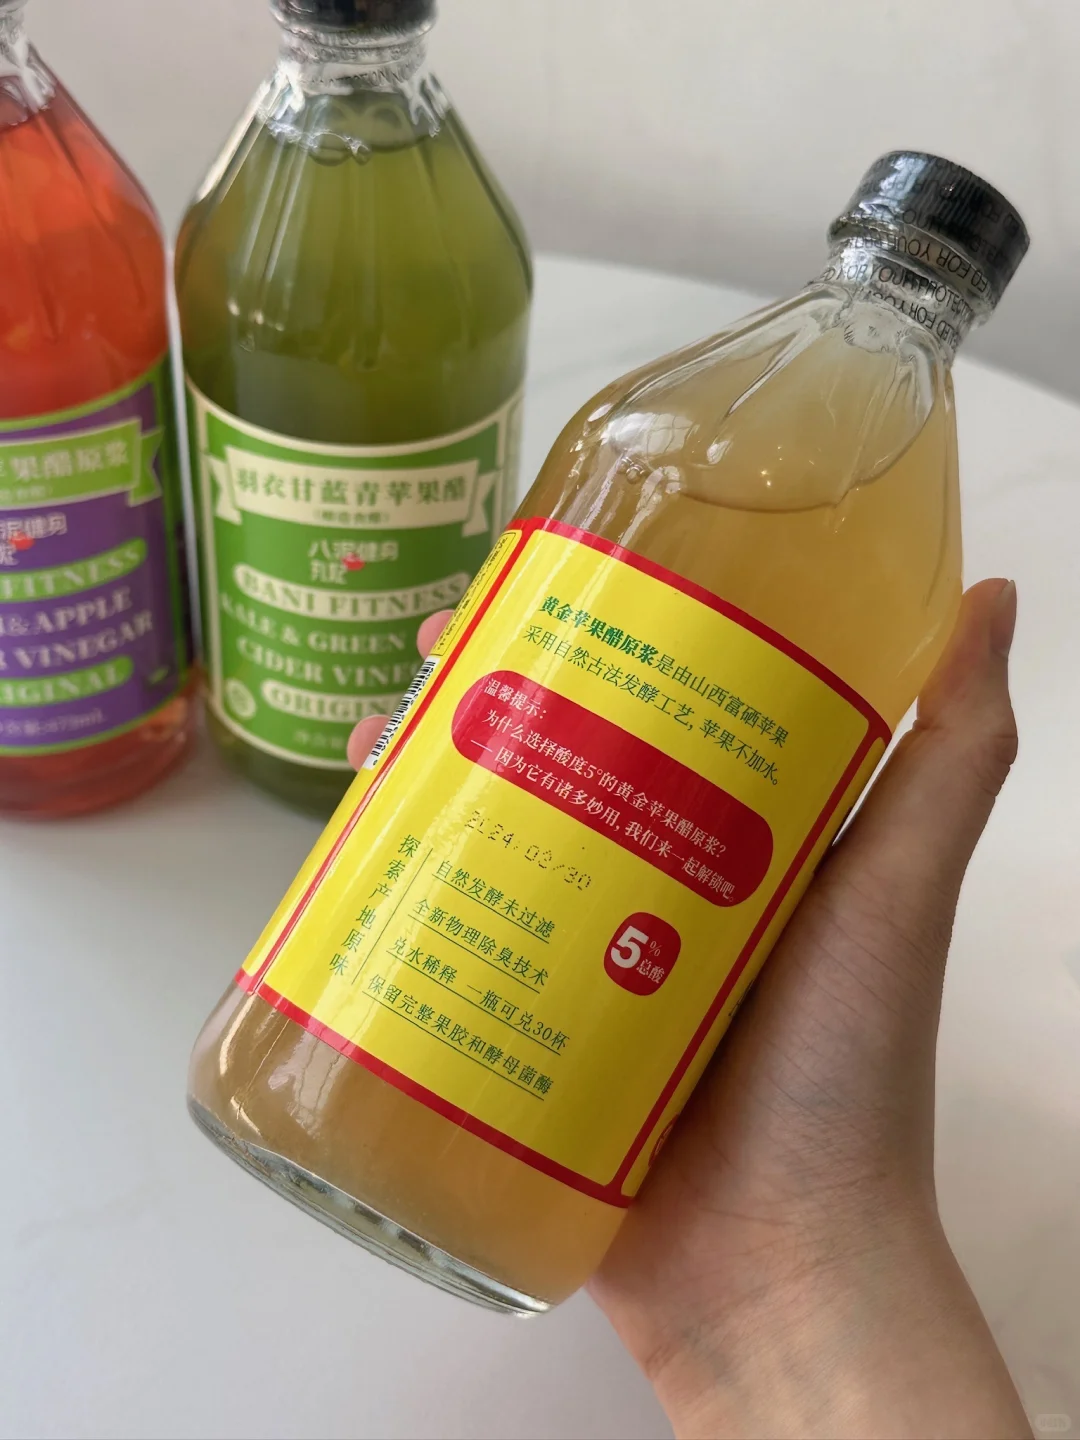 苹果醋原浆
FITNESS
&APPLE
R VINEGAR
IGINAL
羽衣甘蓝青苹果醋
八泥健身
BANI FITNESS
KALE & GREEN
CIDER VINE
ORIGIN
FOR YOUR PROTECT
黄金苹果醋原浆是由山西富硒苹果
采用自然古法发酵工艺,苹果不加水。
温馨提示:
为什么选择酸度5°的黄金苹果醋原浆?
——因为它有诸多妙用,我们来一起解锁吧。
探索产地原味
自然发酵未过滤
全新物理除臭技术
兑水稀释 一瓶可兑30杯
保留完整果胶和酵母菌酶
5%
总酸